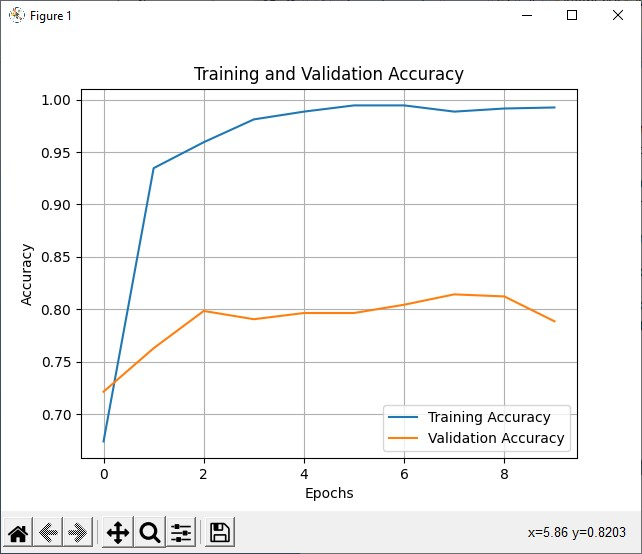 Figure 1
Training and Validation Accuracy
1.00
0.95
0.90
0.85
0.80
0.75
0.70
Accuracy
0 2 4 6 8
Epochs
Training Accuracy
Validation Accuracy
x=5.86 y=0.8203